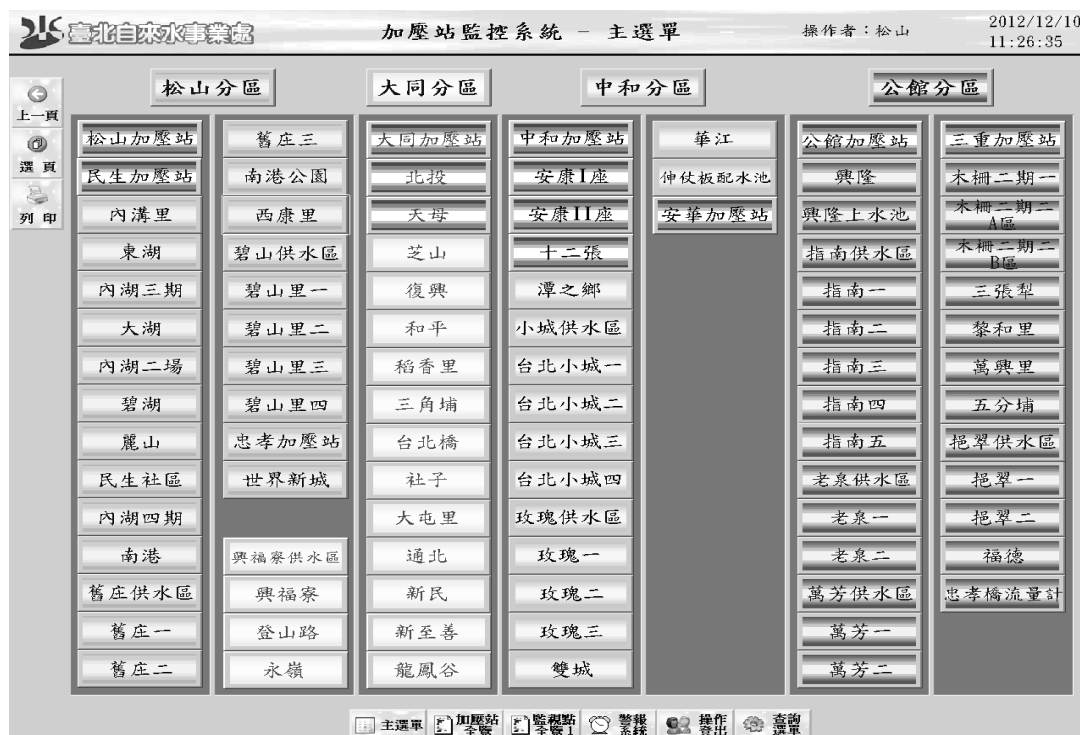 臺北自來水事業處
加壓站監控系統 - 主選單
操作者：松山
2012/12/10
11:26:35
上一頁
選頁
列印
松山分區
大同分區
中和分區
公館分區
松山加壓站
民生加壓站
內溝里
東湖
內湖三期
大湖
內湖二場
碧湖
麗山
民生社區
內湖四期
南港
舊庄供水區
舊庄一
舊庄二
舊庄三
南港公園
西康里
碧山供水區
碧山里一
碧山里二
碧山里三
碧山里四
忠孝加壓站
世界新城
興福寮供水區
興福寮
登山路
永嶺
大同加壓站
北投
天母
芝山
復興
和平
稻香里
三角埔
台北橋
社子
大屯里
通北
新民
新至善
龍鳳谷
中和加壓站
安康I座
安康II座
十二張
潭之鄉
小城供水區
台北小城一
台北小城二
台北小城三
台北小城四
玫瑰供水區
玫瑰一
玫瑰二
玫瑰三
雙城
華江
伸仗板配水池
安華加壓站
公館加壓站
興隆
興隆上水池
指南供水區
指南一
指南二
指南三
指南四
指南五
老泉供水區
老泉一
老泉二
萬芳供水區
萬芳一
萬芳二
三重加壓站
木柵二期一
木柵二期二
A區
木柵二期二
B區
三張犁
黎和里
萬興里
五分埔
挹翠供水區
挹翠一
挹翠二
福德
忠孝橋流量計
主選單
加壓站
全覽
監視點
全覽1
警報
系統
操作
登出
查詢
選單